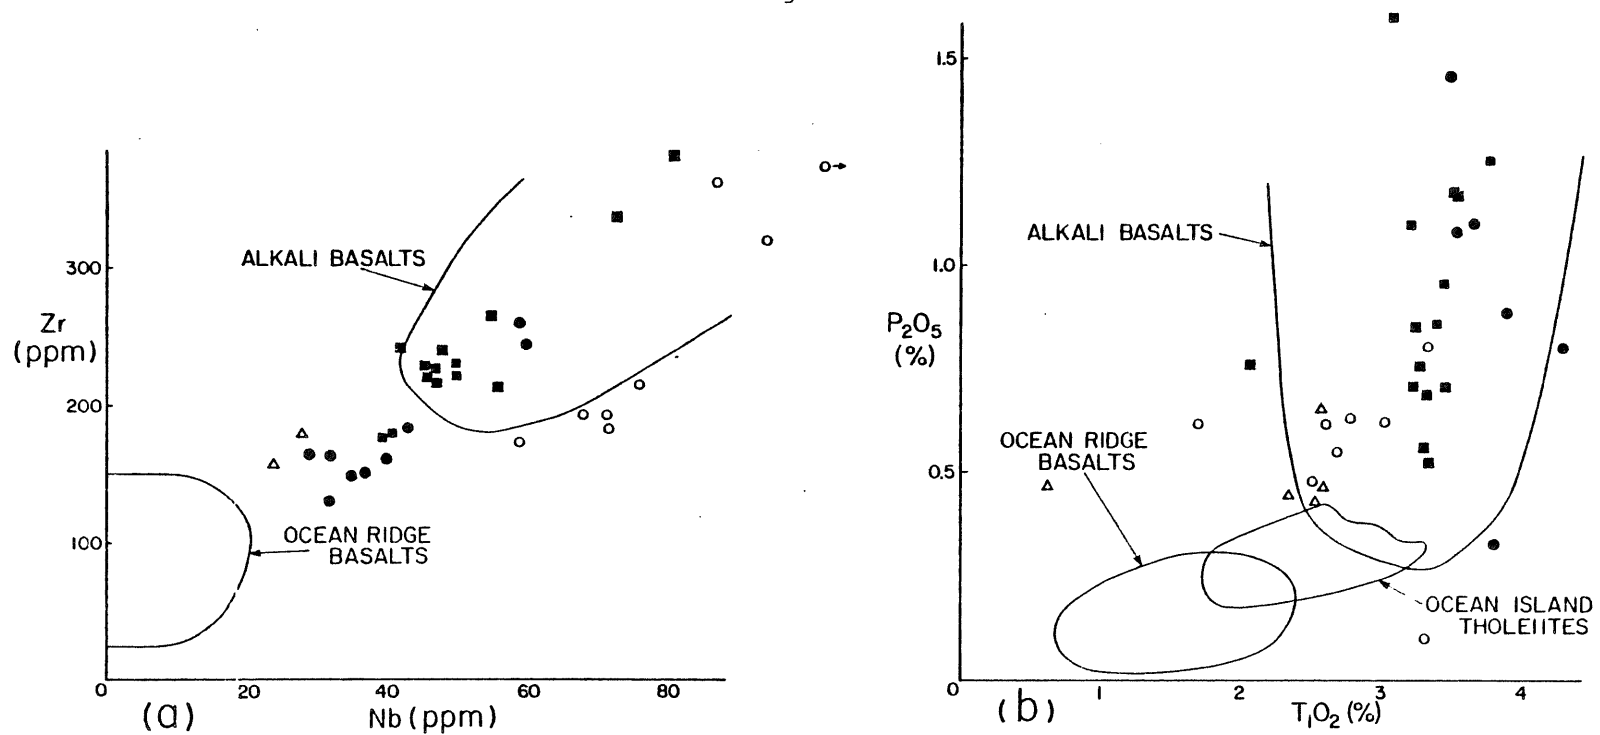 300
200
100
Zr
(ppm)
ALKALI BASALTS
OCEAN RIDGE
BASALTS
0
20
40
60
80
(a)
Nb (ppm)
1.5
1.0
0.5
P₂O₅
(%)
ALKALI BASALTS
OCEAN RIDGE
BASALTS
OCEAN ISLAND
THOLEIITES
0
1
2
3
4
(b)
TiO₂ (%)